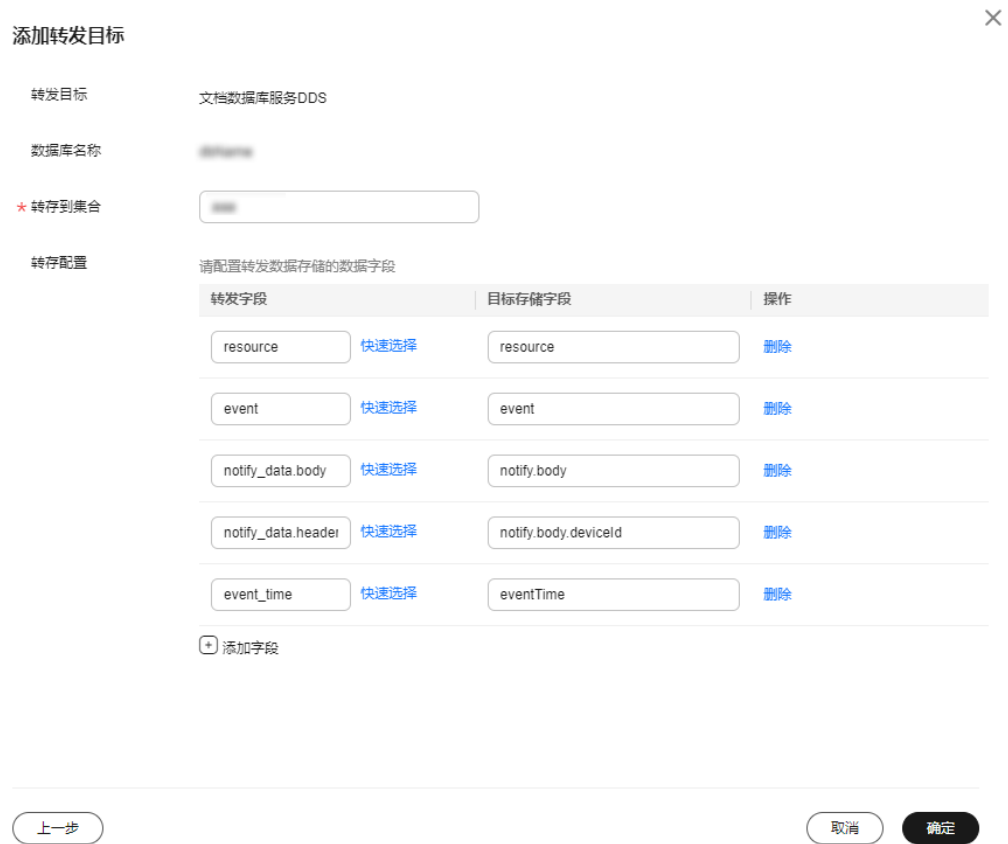 添加转发目标
转发目标 文档数据库服务DDS
数据库名称
* 转存到集合
转存配置 请配置转发数据存储的数据字段
转发字段 目标存储字段 操作
resource 快速选择 resource 删除
event 快速选择 event 删除
notify_data.body 快速选择 notify.body 删除
notify_data.header 快速选择 notify.body.deviceId 删除
event_time 快速选择 eventTime 删除
添加字段
上一步 取消 确定